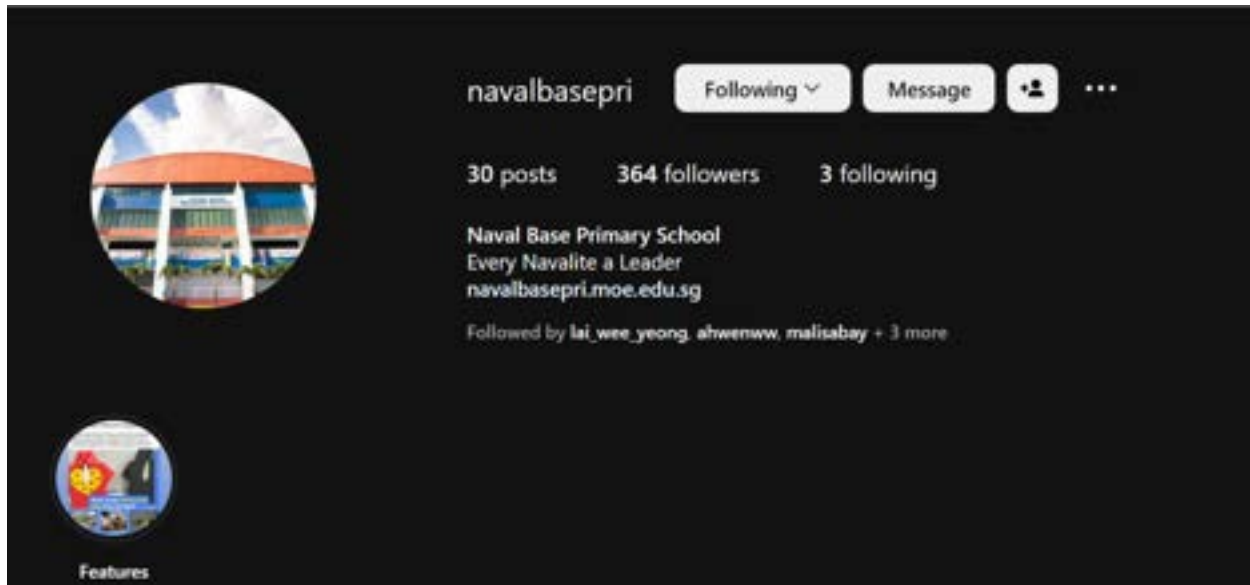 navalbasepri Following Message
30 posts 364 followers 3 following
Naval Base Primary School
Every Navalite a Leader
navalbasepri.moe.edu.sg
Followed by lai_wee_yeong, ahwenww, malisabay + 3 more
Features